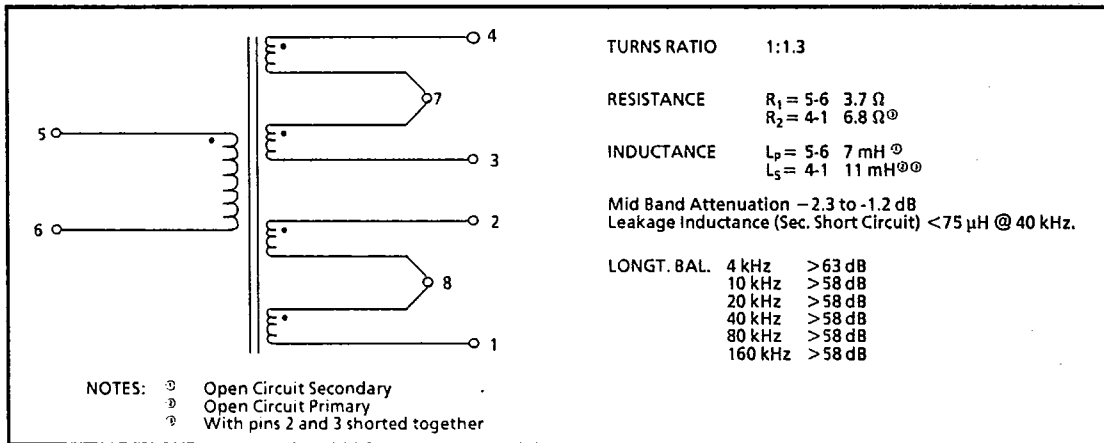 4
7
5
3
6
2
8
1
TURNS RATIO 1:1.3
RESISTANCE R₁ = 5-6 3.7 Ω
R₂ = 4-1 6.8 Ω
INDUCTANCE Lₚ = 5-6 7 mH
Lₛ = 4-1 11 mH
Mid Band Attenuation −2.3 to -1.2 dB
Leakage Inductance (Sec. Short Circuit) <75 μH @ 40 kHz.
LONGT. BAL. 4 kHz >63 dB
10 kHz >58 dB
20 kHz >58 dB
40 kHz >58 dB
80 kHz >58 dB
160 kHz >58 dB
NOTES: Open Circuit Secondary
Open Circuit Primary
With pins 2 and 3 shorted together